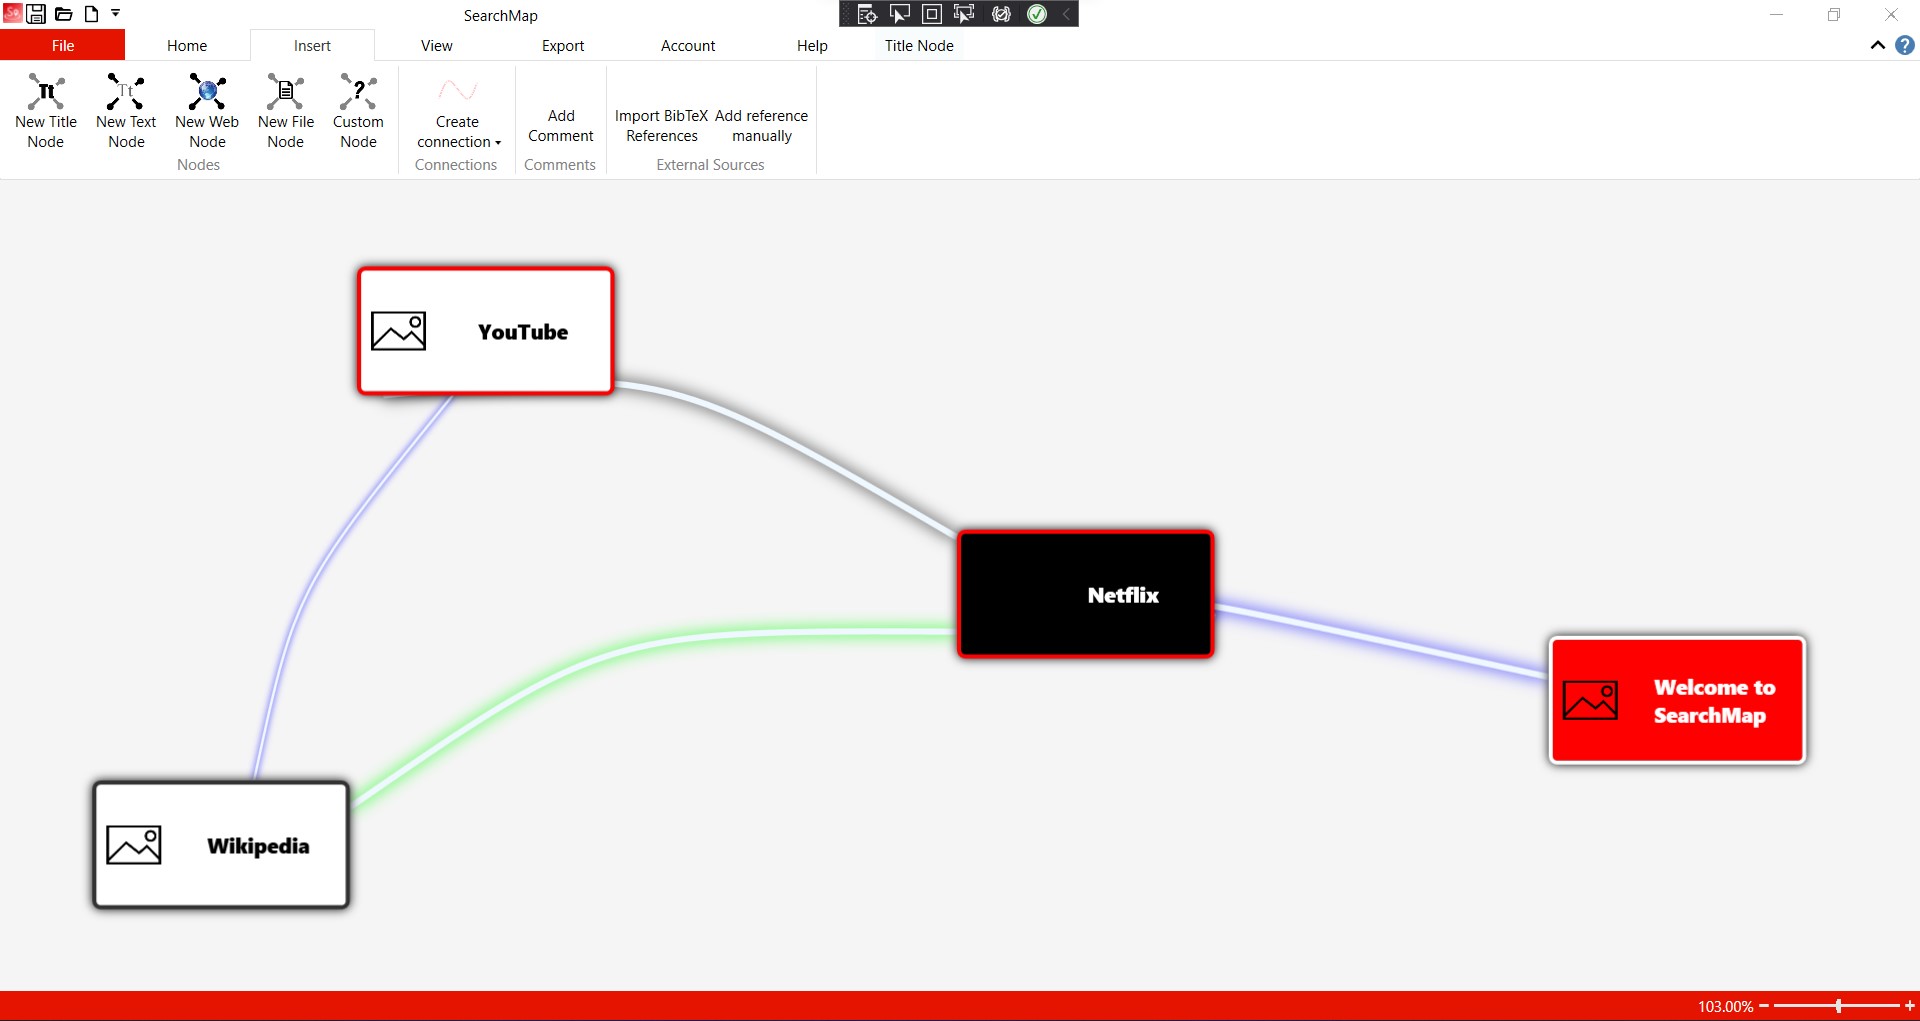 SearchMap
File Home Insert View Export Account Help Title Node
Tt Tt ?
New Title Node
New Text Node
New Web Node
New File Node
Custom Node
Create connection
Add Comment
Import BibTeX References
Add reference manually
Nodes
Connections
Comments
External Sources
YouTube
Netflix
Welcome to
SearchMap
Wikipedia
103.00%